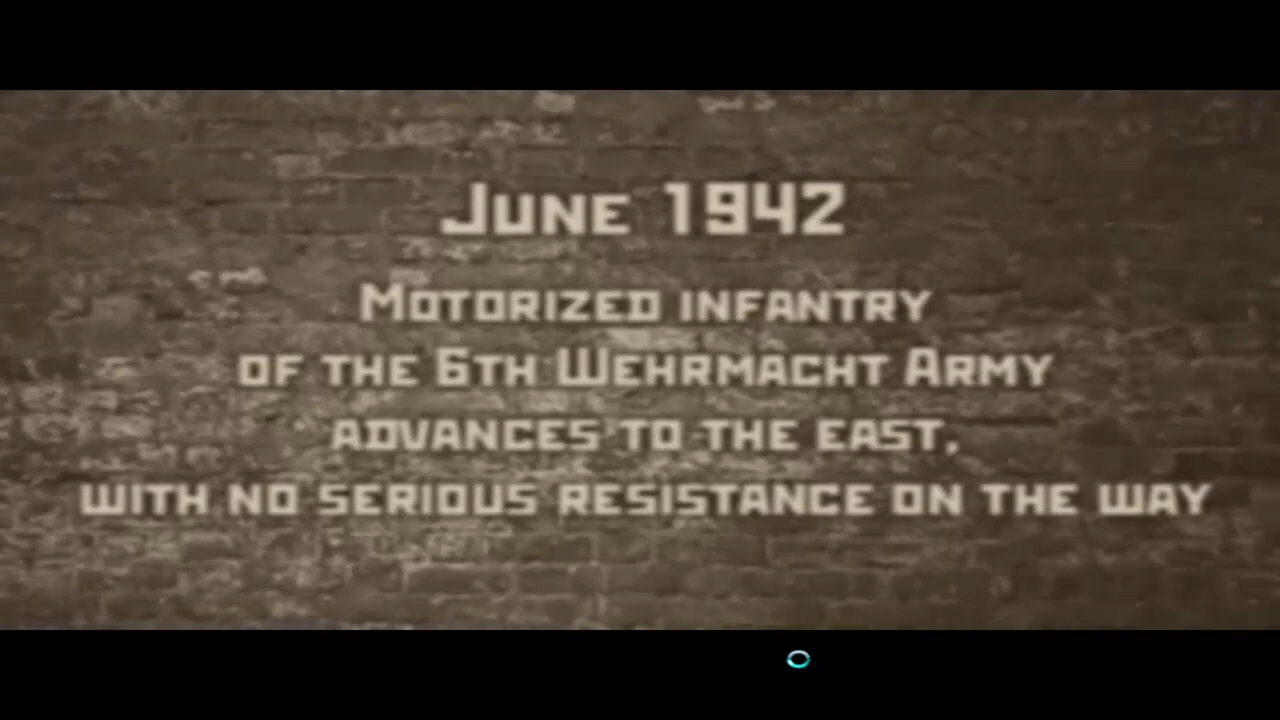 June 1942
Motorized infantry
of the 6th Wehrmacht Army
advances to the east,
with no serious resistance on the way